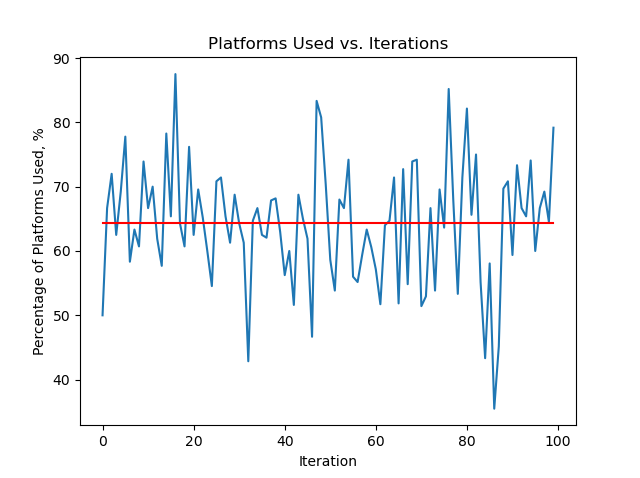 Platforms Used vs. Iterations
90
80
70
60
50
40
Percentage of Platforms Used, %
0 20 40 60 80 100
Iteration